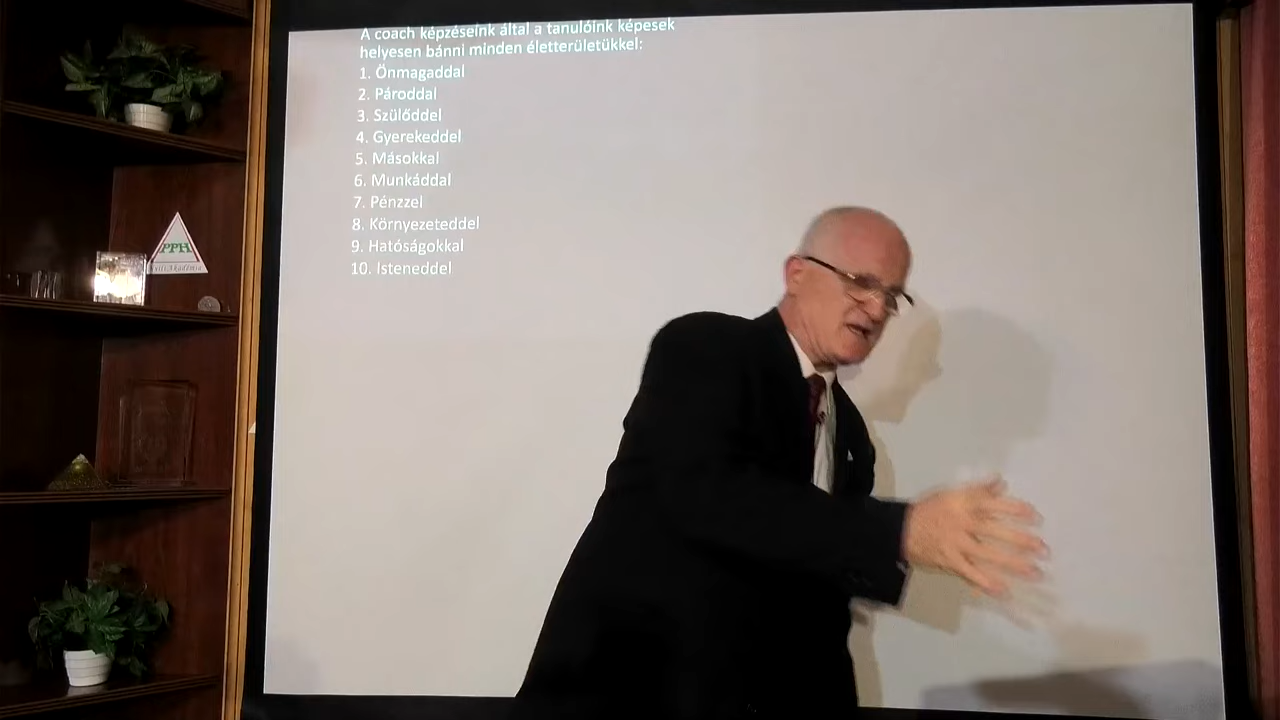 A coach képzéseink által a tanulóink képesek
helyesen bánni minden életterületükkel:
1. Önmagaddal
2. Pároddal
3. Szülőddel
4. Gyerekeddel
5. Másokkal
6. Munkáddal
7. Pénzzel
8. Környezeteddel
9. Hatóságokkal
10. Isteneddel
PPH